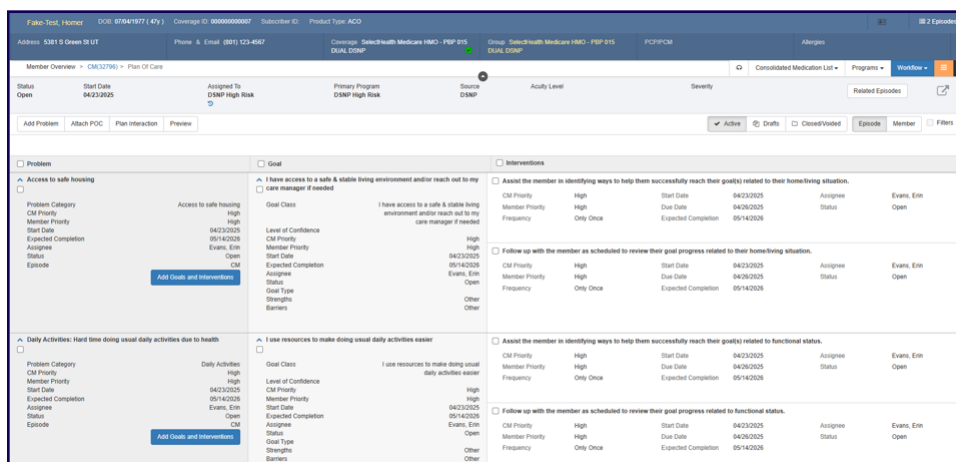 Fake-Test, Homer DOB: 07/04/1977 ( 47y ) Coverage ID: 000000000007 Subscriber ID: Product Type: ACO 2 Episodes
Address 5381 S Green St UT Phone & Email (801) 123-4567 Coverage SelectHealth Medicare HMO - PBP 015 Group SelectHealth Medicare HMO - PBP 015 PCP/PCM Allergies
DUAL DSNP DUAL DSNP
Member Overview > CM(32796) > Plan Of Care Consolidated Medication List Programs Workflow
Status Start Date Assigned To Primary Program Source Acuity Level Severity Related Episodes
Open 04/23/2025 DSNP High Risk DSNP High Risk DSNP
Add Problem Attach POC Plan Interaction Preview Active Drafts Closed/Voided Episode Member Filters
Problem Goal Interventions
Access to safe housing
Problem Category Access to safe housing
CM Priority High
Member Priority High
Start Date 04/23/2025
Expected Completion 05/14/2026
Assignee Evans, Erin
Status Open
Episode CM
Add Goals and Interventions
I have access to a safe & stable living environment and/or reach out to my
care manager if needed
Goal Class I have access to a safe & stable living
environment and/or reach out to my
care manager if needed
Level of Confidence
CM Priority High
Member Priority High
Start Date 04/23/2025
Expected Completion 05/14/2026
Assignee Evans, Erin
Status Open
Goal Type
Strengths Other
Barriers Other
Assist the member in identifying ways to help them successfully reach their goal(s) related to their home/living situation.
CM Priority High Start Date 04/23/2025 Assignee Evans, Erin
Member Priority High Due Date 04/26/2025 Status Open
Frequency Only Once Expected Completion 05/14/2026
Follow up with the member as scheduled to review their goal progress related to their home/living situation.
CM Priority High Start Date 04/23/2025 Assignee Evans, Erin
Member Priority High Due Date 04/26/2025 Status Open
Frequency Only Once Expected Completion 05/14/2026
Daily Activities: Hard time doing usual daily activities due to health
Problem Category Daily Activities
CM Priority High
Member Priority High
Start Date 04/23/2025
Expected Completion 05/14/2026
Assignee Evans, Erin
Status Open
Episode CM
Add Goals and Interventions
I use resources to make doing usual daily activities easier
Goal Class I use resources to make doing usual
daily activities easier
Level of Confidence
CM Priority High
Member Priority High
Start Date 04/23/2025
Expected Completion 05/14/2026
Assignee Evans, Erin
Status Open
Goal Type
Strengths Other
Barriers Other
Assist the member in identifying ways to help them successfully reach their goal(s) related to functional status.
CM Priority High Start Date 04/23/2025 Assignee Evans, Erin
Member Priority High Due Date 04/26/2025 Status Open
Frequency Only Once Expected Completion 05/14/2026
Follow up with the member as scheduled to review their goal progress related to functional status.
CM Priority High Start Date 04/23/2025 Assignee Evans, Erin
Member Priority High Due Date 04/26/2025 Status Open
Frequency Only Once Expected Completion 05/14/2026